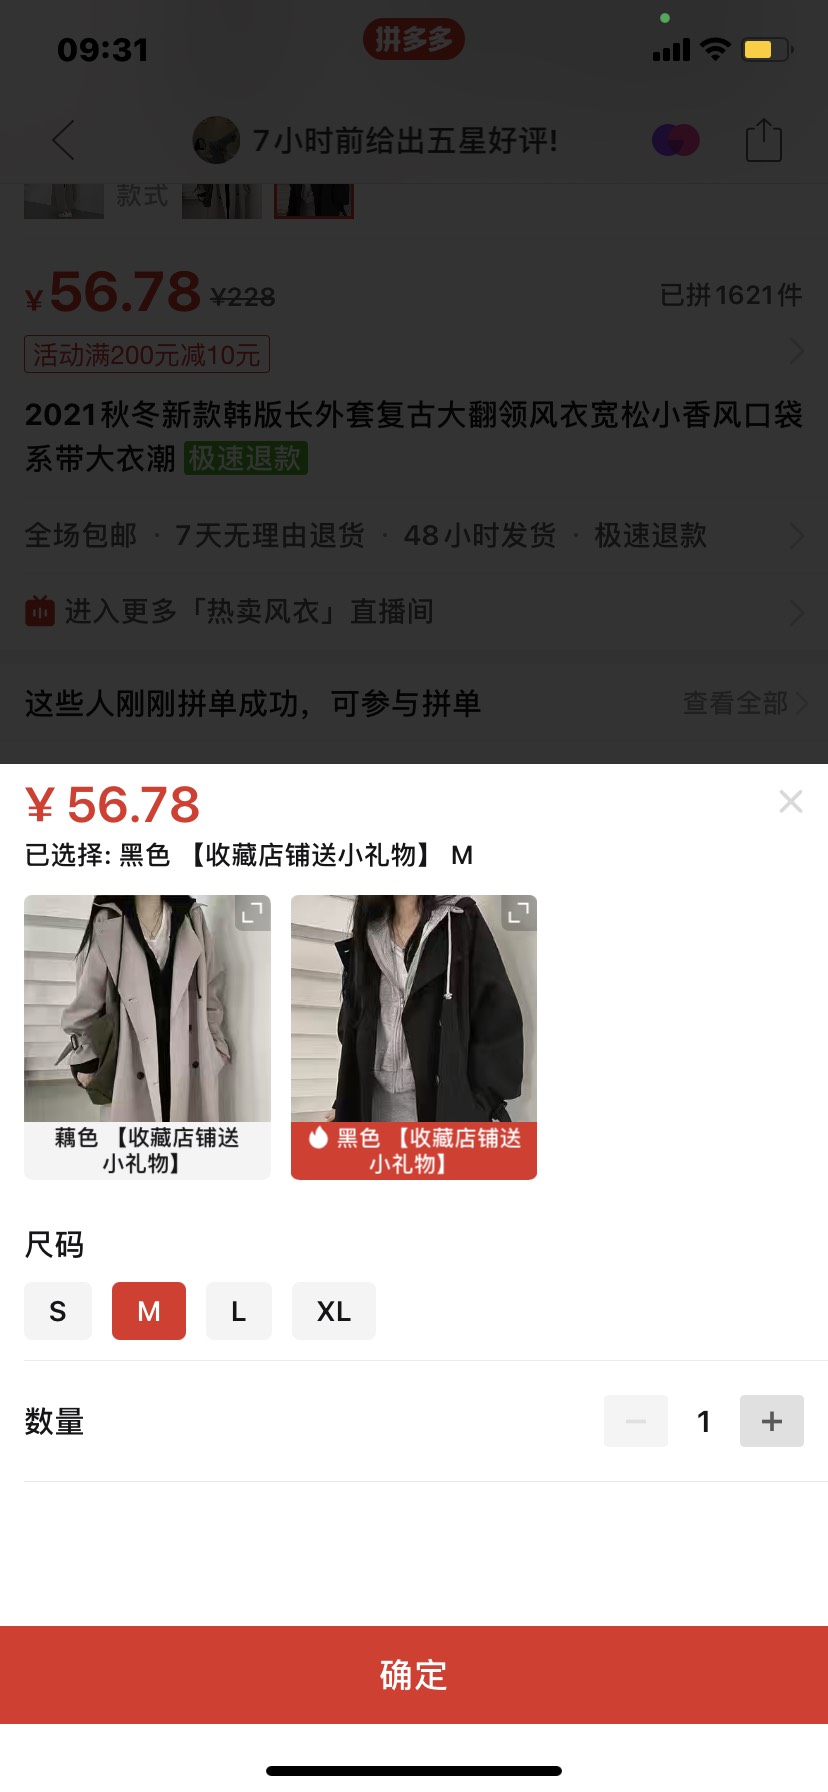 09:31
拼多多
7小时前给出五星好评!
款式
¥56.78 ¥228
已拼1621件
活动满200元减10元
2021秋冬新款韩版长外套复古大翻领风衣宽松小香风口袋
系带大衣潮 极速退款
全场包邮 · 7天无理由退货 · 48小时发货 · 极速退款
进入更多「热卖风衣」直播间
这些人刚刚拼单成功，可参与拼单
查看全部
¥ 56.78
已选择: 黑色 【收藏店铺送小礼物】 M
藕色 【收藏店铺送
小礼物】
黑色 【收藏店铺送
小礼物】
尺码
S
M
L
XL
数量
1
确定